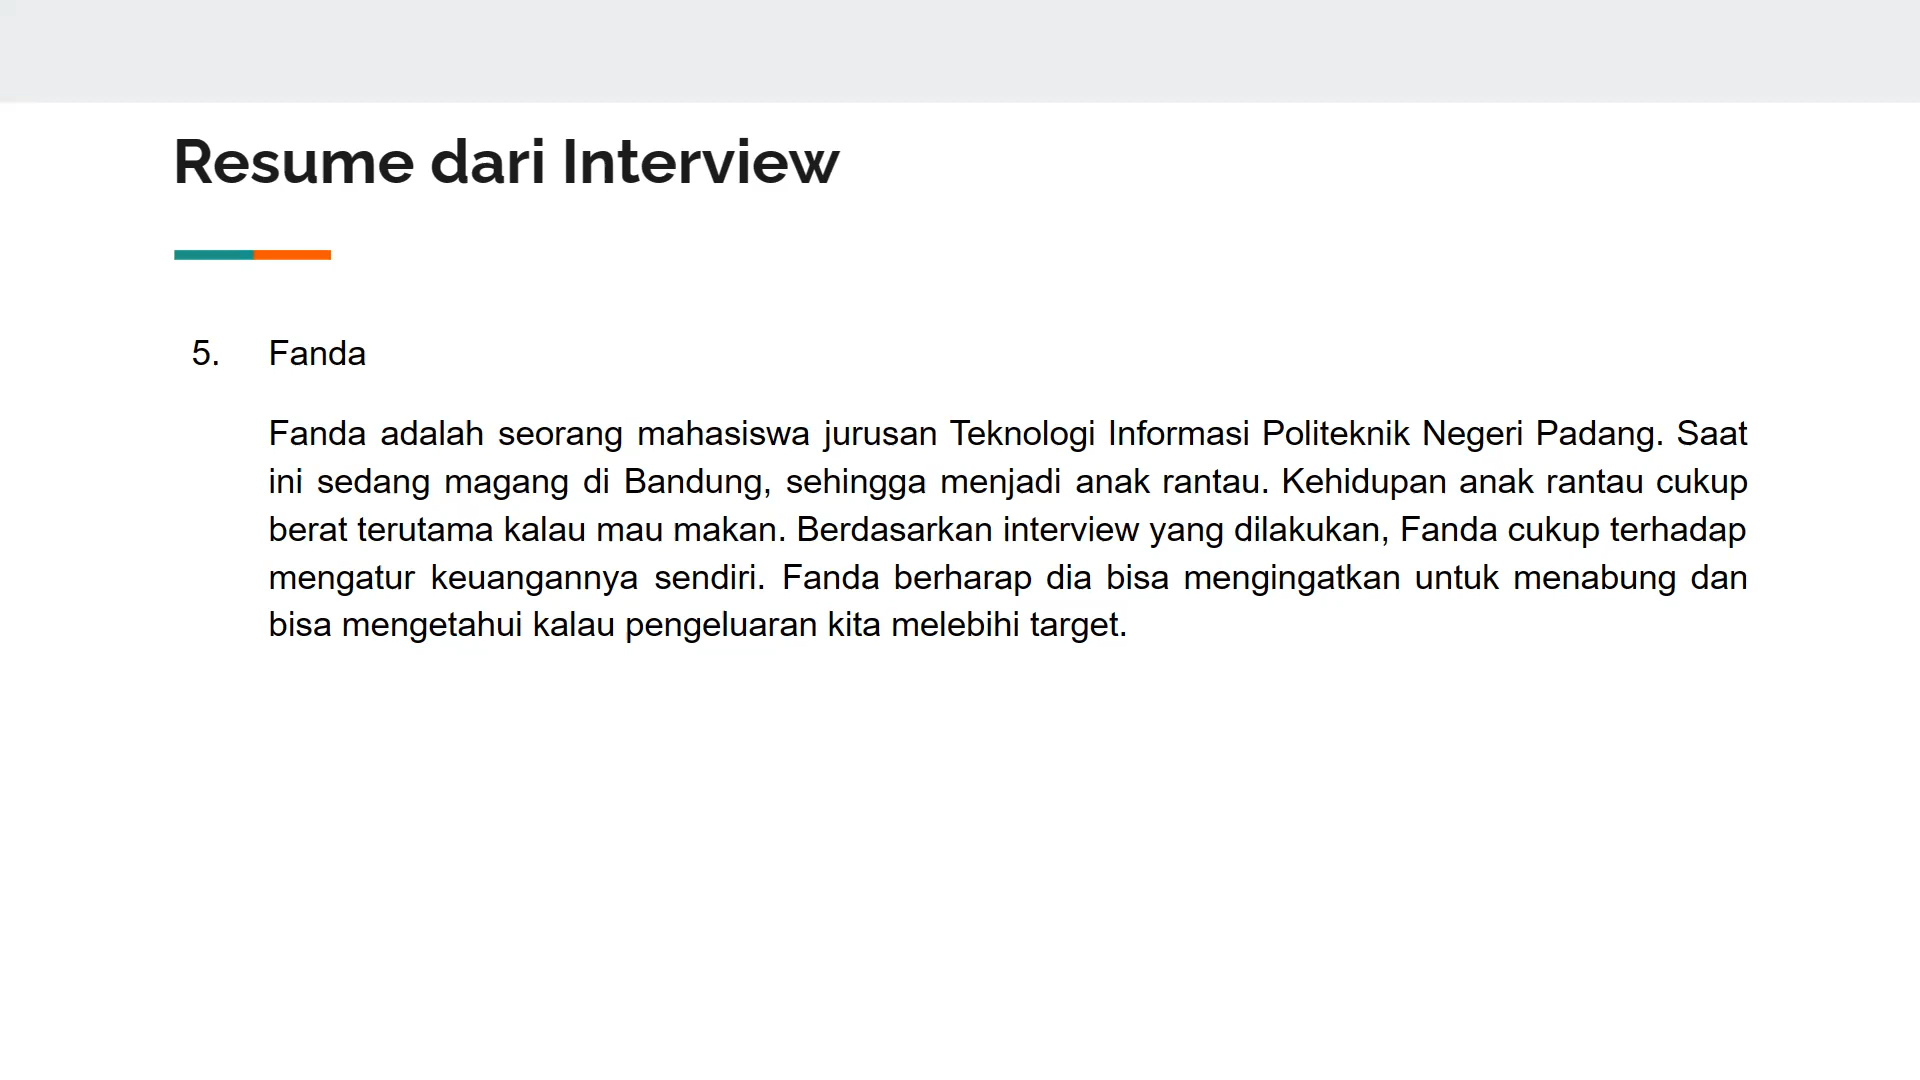 Resume dari Interview
5. Fanda
Fanda adalah seorang mahasiswa jurusan Teknologi Informasi Politeknik Negeri Padang. Saat
ini sedang magang di Bandung, sehingga menjadi anak rantau. Kehidupan anak rantau cukup
berat terutama kalau mau makan. Berdasarkan interview yang dilakukan, Fanda cukup terhadap
mengatur keuangannya sendiri. Fanda berharap dia bisa mengingatkan untuk menabung dan
bisa mengetahui kalau pengeluaran kita melebihi target.